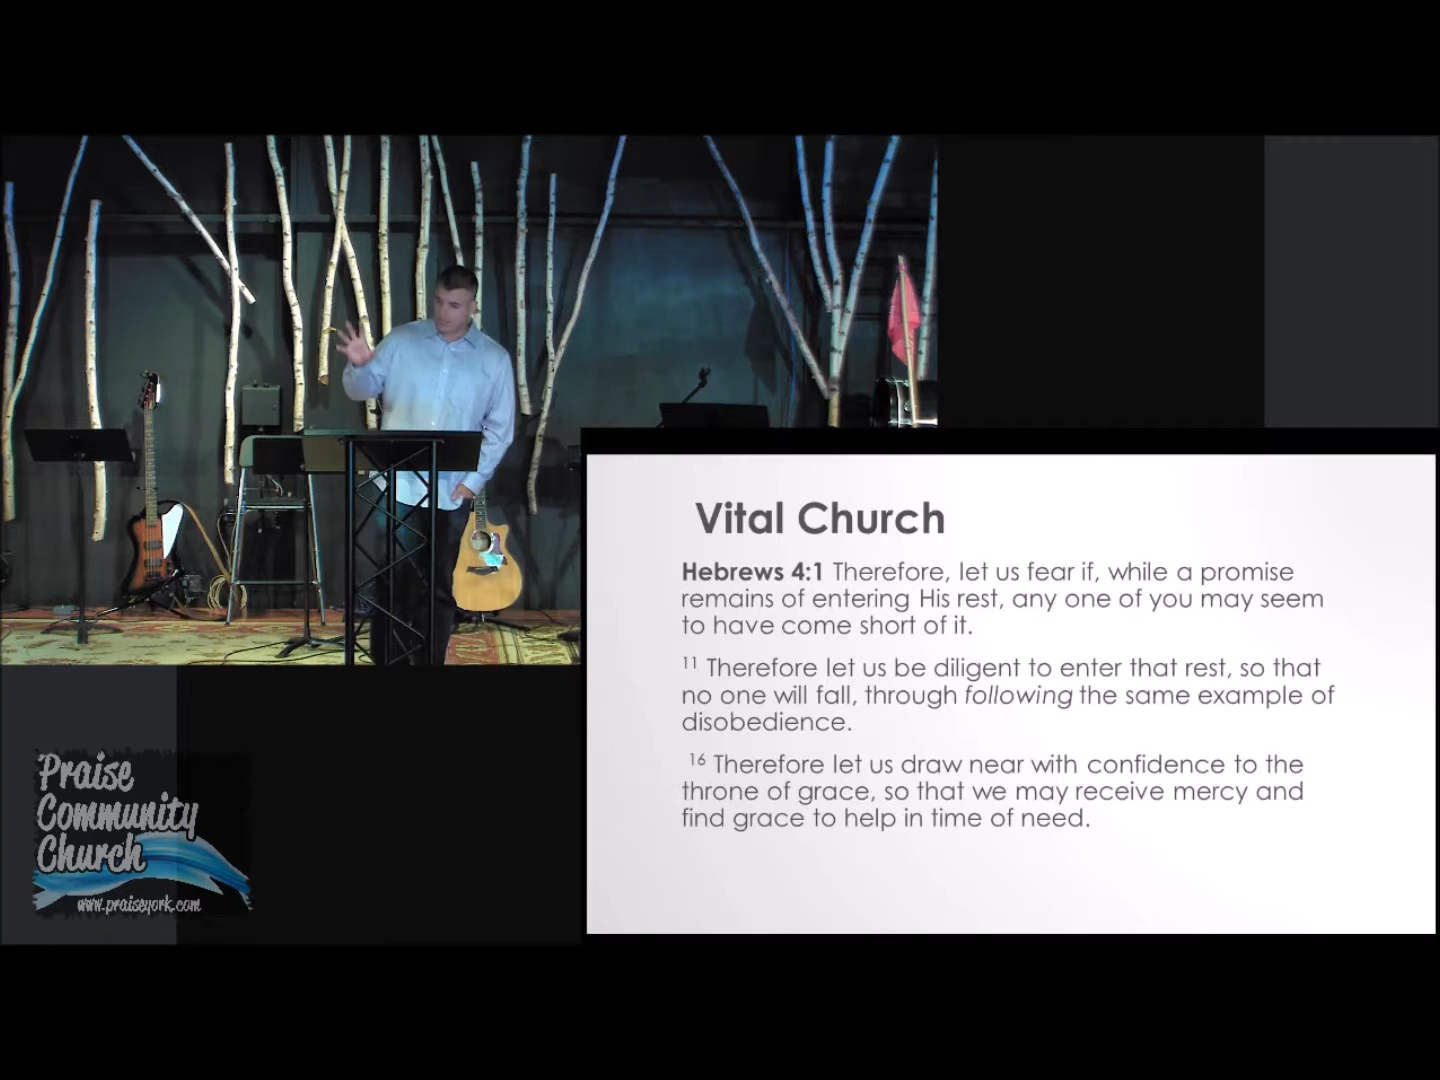 Vital Church
Hebrews 4:1 Therefore, let us fear if, while a promise
remains of entering His rest, any one of you may seem
to have come short of it.
11 Therefore let us be diligent to enter that rest, so that
no one will fall, through following the same example of
disobedience.
16 Therefore let us draw near with confidence to the
throne of grace, so that we may receive mercy and
find grace to help in time of need.
Praise
Community
Church
www.praiseyork.com